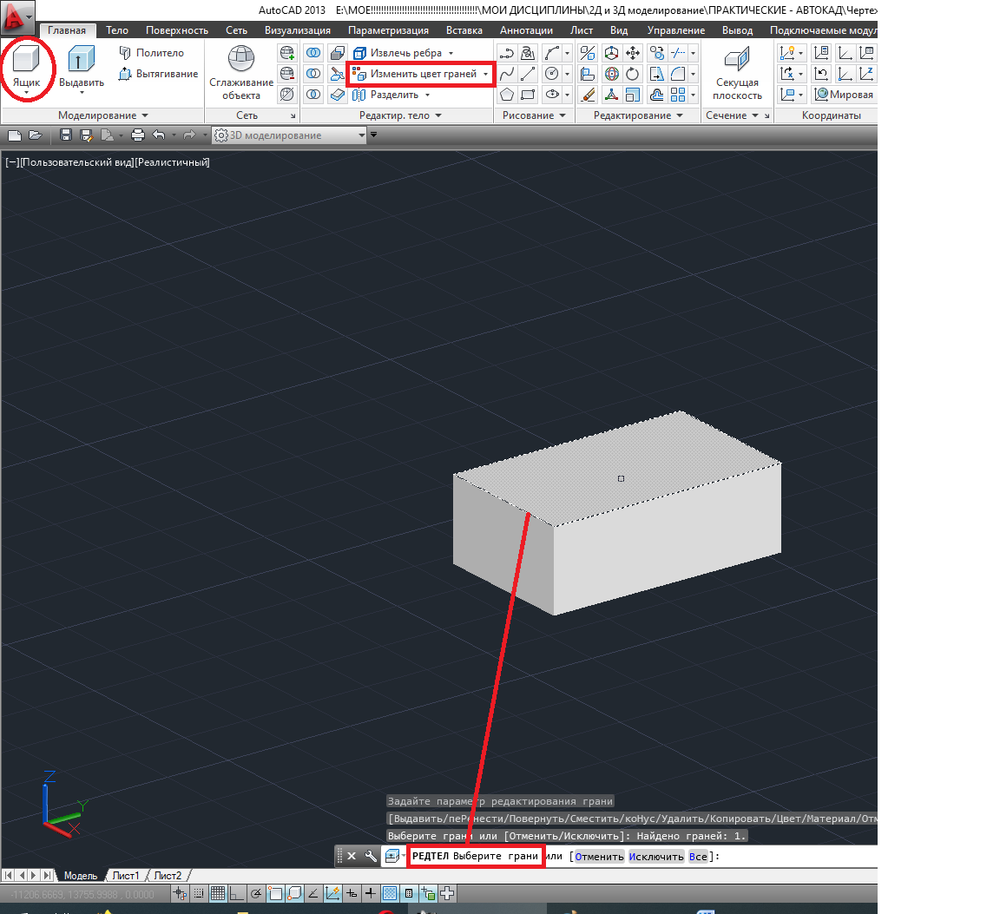 AutoCAD 2013 E:\МОЕ!!!!!!!!!!!!!!!!!!!!!!!!!!!!!!!!!!!!!!!!\МОИ ДИСЦИПЛИНЫ\2Д и 3Д моделирование\ПРАКТИЧЕСКИЕ - АВТОКАД\Чертеж
Главная Тело Поверхность Сеть Визуализация Параметризация Вставка Аннотации Лист Вид Управление Вывод Подключаемые модул
Ящик
Выдавить
Политело
Вытягивание
Сглаживание
объекта
Извлечь ребра
Изменить цвет граней
Разделить
Секущая
плоскость
Мировая
Моделирование Сеть Редактир. тело Рисование Редактирование Сечение Координаты
3D моделирование
[−][Пользовательский вид][Реалистичный]
Z
Y
X
Задайте параметр редактирования грани
[Выдавить/пеРенести/Повернуть/Сместить/коНус/Удалить/Копировать/Цвет/Материал/Отм
Выберите грани или [Отменить/Исключить]: Найдено граней: 1.
РЕДТЕЛ Выберите грани или [Отменить Исключить Все]:
Модель Лист1 Лист2
-11206.6669, 13755.9988 , 0.0000